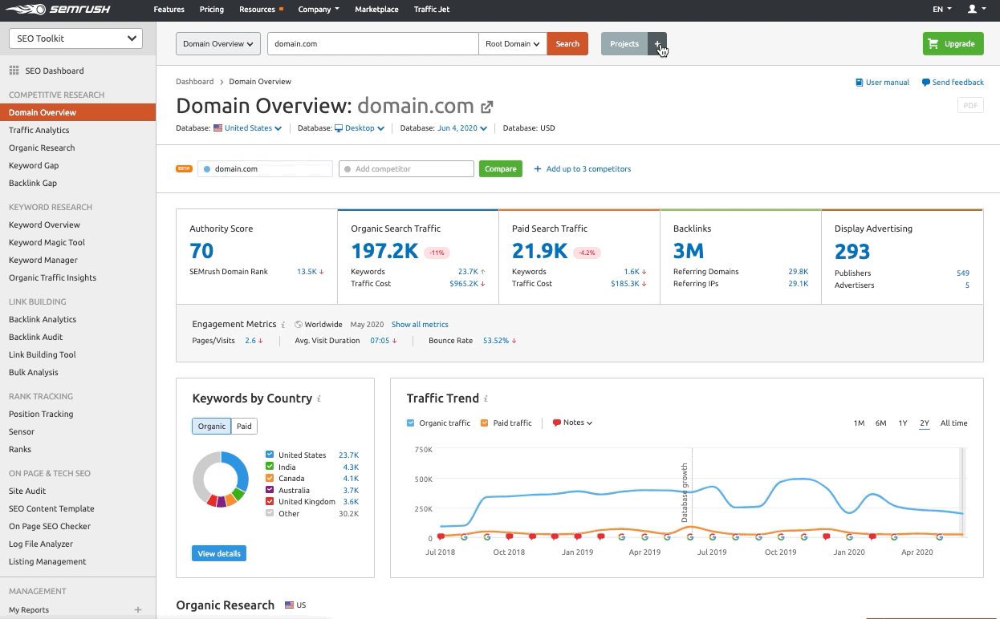 SEMRUSH
Features Pricing Resources Company Marketplace Traffic Jet EN
SEO Toolkit
Domain Overview domain.com Root Domain Search Projects + Upgrade
SEO Dashboard
COMPETITIVE RESEARCH
Domain Overview
Traffic Analytics
Organic Research
Keyword Gap
Backlink Gap
KEYWORD RESEARCH
Keyword Overview
Keyword Magic Tool
Keyword Manager
Organic Traffic Insights
LINK BUILDING
Backlink Analytics
Backlink Audit
Link Building Tool
Bulk Analysis
RANK TRACKING
Position Tracking
Sensor
Ranks
ON PAGE & TECH SEO
Site Audit
SEO Content Template
On Page SEO Checker
Log File Analyzer
Listing Management
MANAGEMENT
My Reports +
Dashboard > Domain Overview User manual Send feedback
Domain Overview: domain.com PDF
Database: United States Database: Desktop Database: Jun 4, 2020 Database: USD
BETA domain.com Add competitor Compare + Add up to 3 competitors
Authority Score
70
SEMrush Domain Rank 13.5K ↓
Organic Search Traffic
197.2K -11%
Keywords 23.7K ↑
Traffic Cost $965.2K ↓
Paid Search Traffic
21.9K -4.2%
Keywords 1.6K ↓
Traffic Cost $185.3K ↓
Backlinks
3M
Referring Domains 29.8K
Referring IPs 29.1K
Display Advertising
293
Publishers 549
Advertisers 5
Engagement Metrics i Worldwide May 2020 Show all metrics
Pages/Visits 2.6 ↓ Avg. Visit Duration 07:05 ↓ Bounce Rate 53.52% ↓
Keywords by Country i
Organic Paid
United States 23.7K
India 4.3K
Canada 4.1K
Australia 3.7K
United Kingdom 3.6K
Other 30.2K
View details
Traffic Trend i
Organic traffic Paid traffic Notes 1M 6M 1Y 2Y All time
750K
500K
250K
0
Database growth
Jul 2018 Oct 2018 Jan 2019 Apr 2019 Jul 2019 Oct 2019 Jan 2020 Apr 2020
Organic Research US